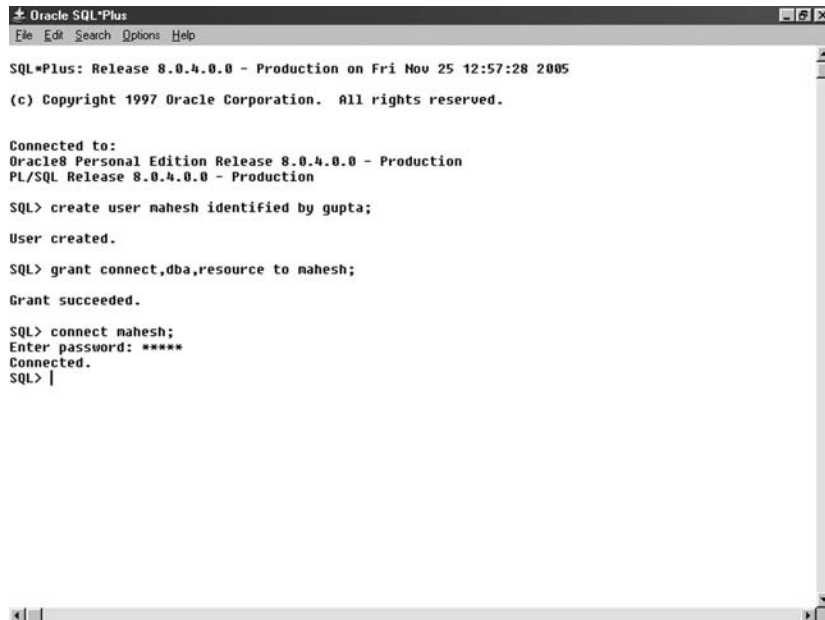 Oracle SQL*Plus
File Edit Search Options Help
SQL*Plus: Release 8.0.4.0.0 - Production on Fri Nov 25 12:57:28 2005
(c) Copyright 1997 Oracle Corporation.  All rights reserved.
Connected to:
Oracle8 Personal Edition Release 8.0.4.0.0 - Production
PL/SQL Release 8.0.4.0.0 - Production
SQL> create user mahesh identified by gupta;
User created.
SQL> grant connect,dba,resource to mahesh;
Grant succeeded.
SQL> connect mahesh;
Enter password: *****
Connected.
SQL>